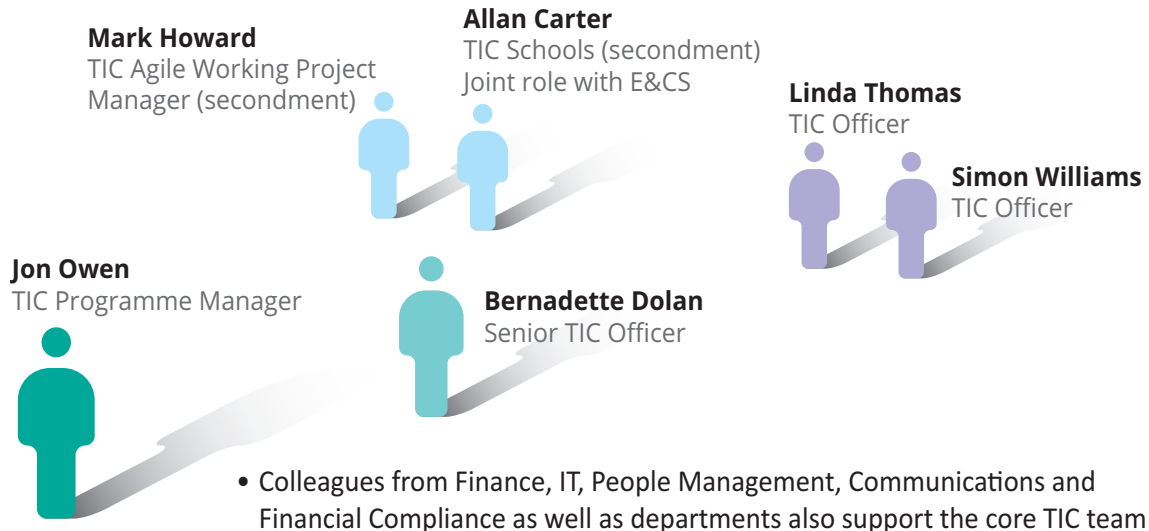 Mark Howard
TIC Agile Working Project
Manager (secondment)
Allan Carter
TIC Schools (secondment)
Joint role with E&CS
Linda Thomas
TIC Officer
Simon Williams
TIC Officer
Jon Owen
TIC Programme Manager
Bernadette Dolan
Senior TIC Officer
• Colleagues from Finance, IT, People Management, Communications and
Financial Compliance as well as departments also support the core TIC team